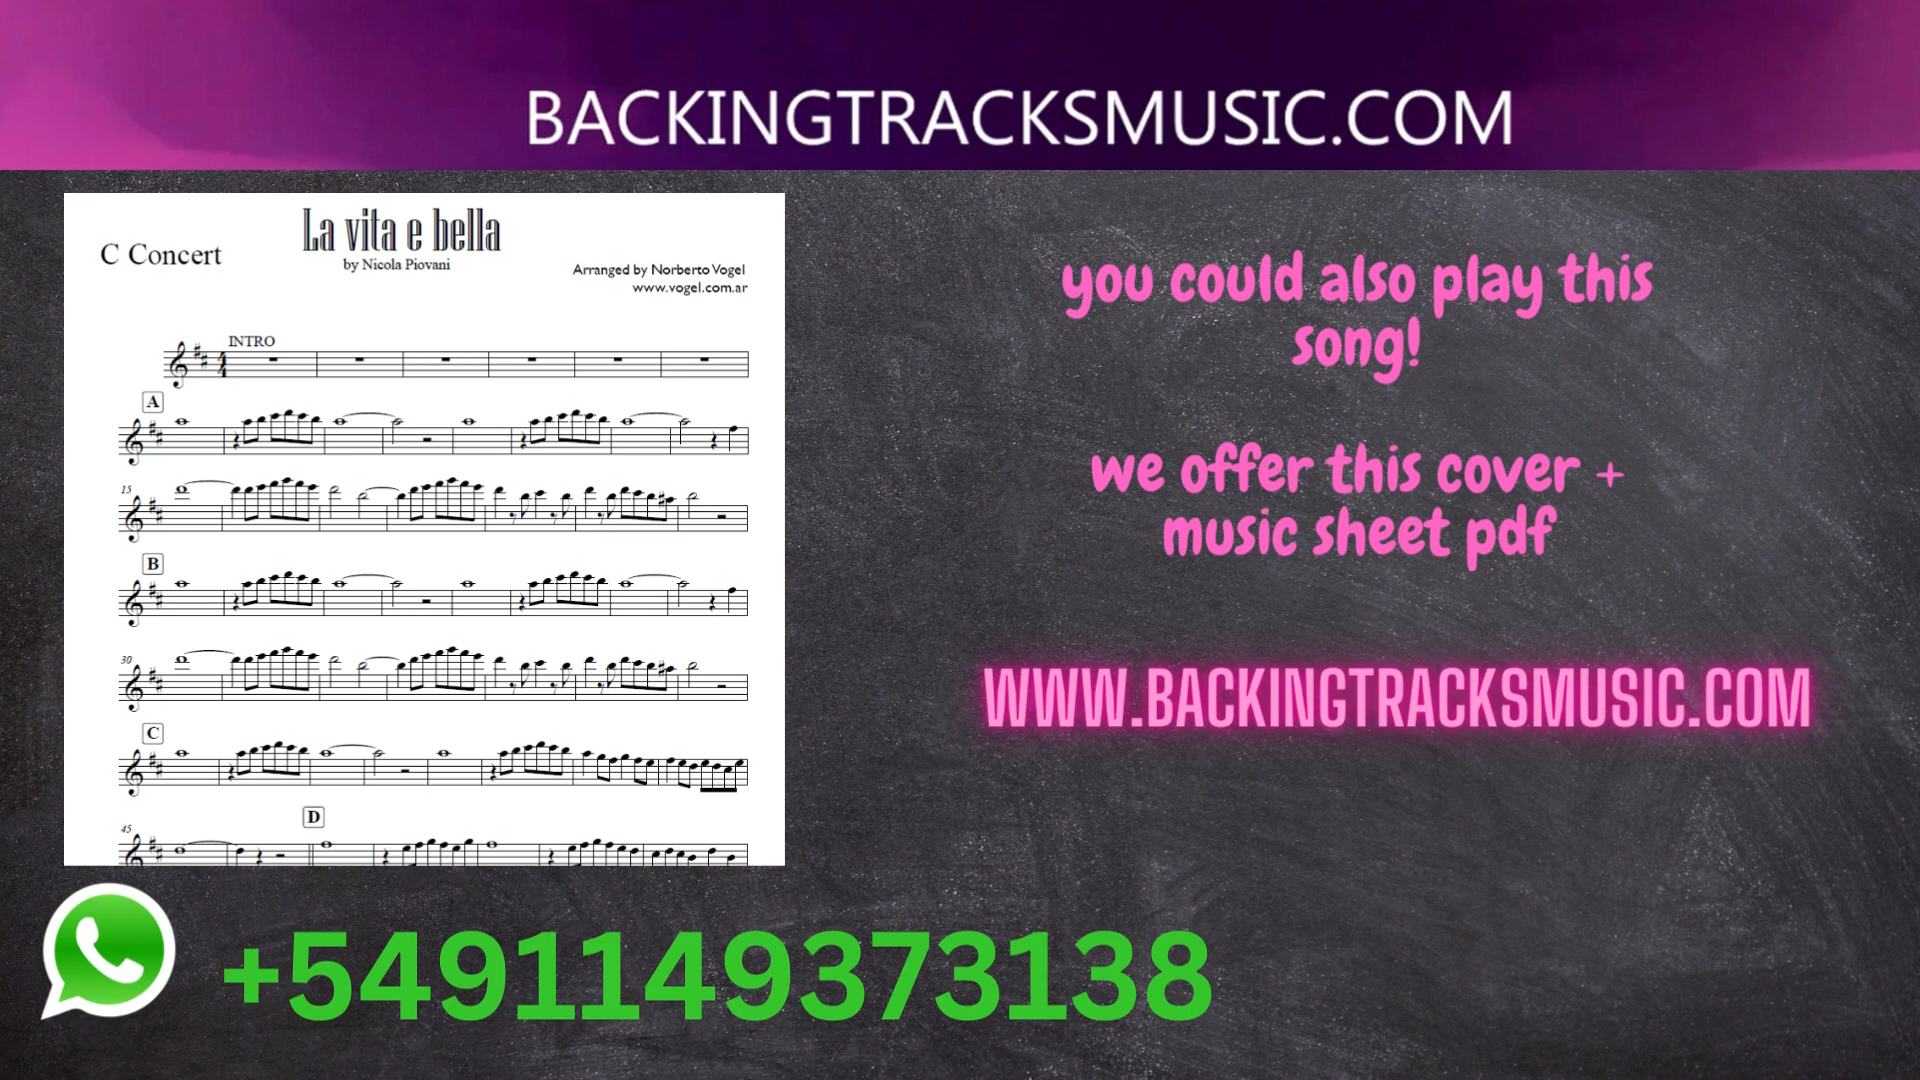 BACKINGTRACKSMUSIC.COM
La vita e bella
C Concert
by Nicola Piovani
Arranged by Norberto Vogel
www.vogel.com.ar
INTRO
A
15
B
30
C
45
D
you could also play this
song!
we offer this cover +
music sheet pdf
WWW.BACKINGTRACKSMUSIC.COM
+5491149373138